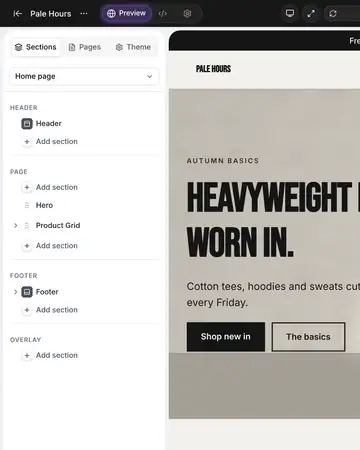 Pale Hours
Preview
Sections
Pages
Theme
Home page
HEADER
Header
Add section
PAGE
Add section
Hero
Product Grid
Add section
FOOTER
Footer
Add section
OVERLAY
Add section
PALE HOURS
AUTUMN BASICS
HEAVYWEIGHT
WORN IN.
Cotton tees, hoodies and sweats cut
every Friday.
Shop new in
The basics